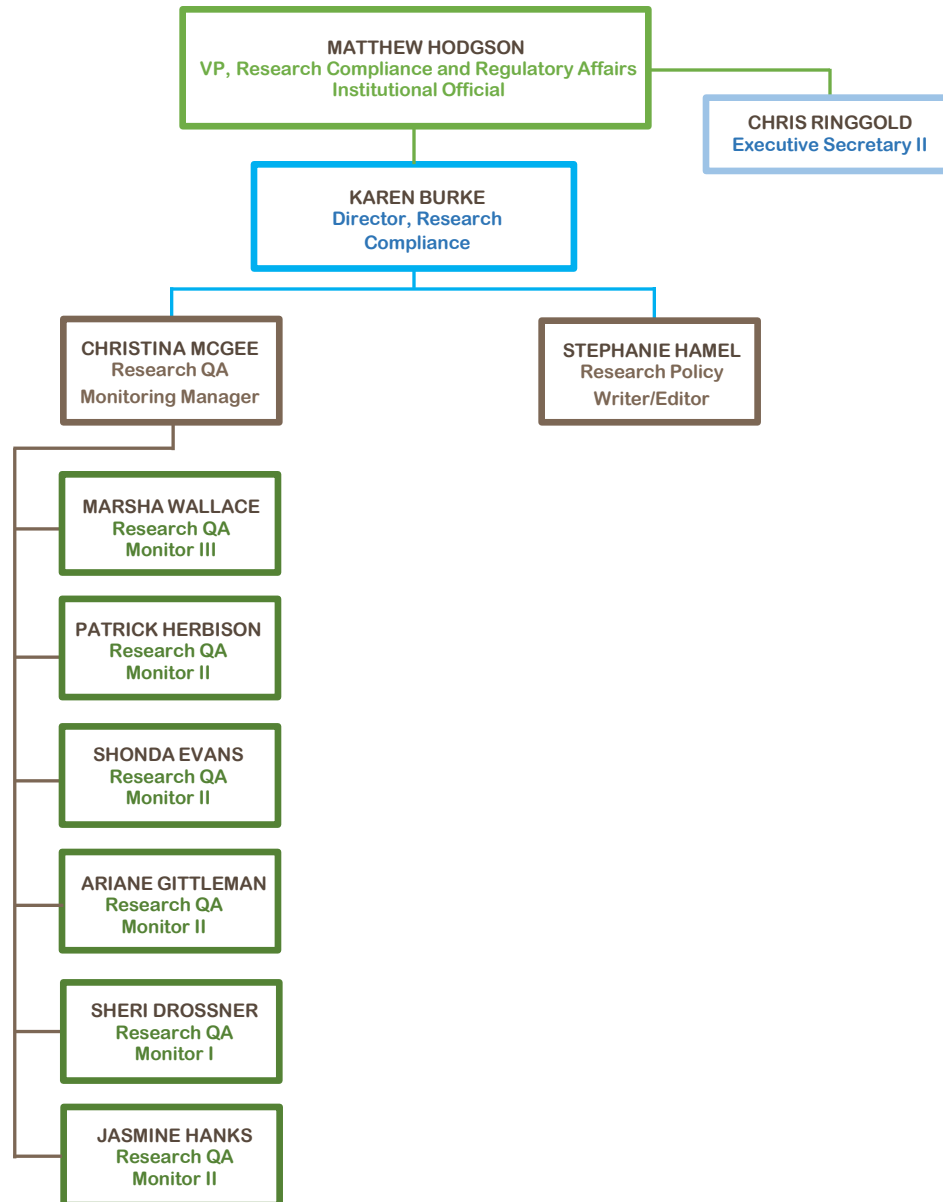 MATTHEW HODGSON
VP, Research Compliance and Regulatory Affairs
Institutional Official
CHRIS RINGGOLD
Executive Secretary II
KAREN BURKE
Director, Research
Compliance
CHRISTINA MCGEE
Research QA
Monitoring Manager
STEPHANIE HAMEL
Research Policy
Writer/Editor
MARSHA WALLACE
Research QA
Monitor III
PATRICK HERBISON
Research QA
Monitor II
SHONDA EVANS
Research QA
Monitor II
ARIANE GITTLEMAN
Research QA
Monitor II
SHERI DROSSNER
Research QA
Monitor I
JASMINE HANKS
Research QA
Monitor II